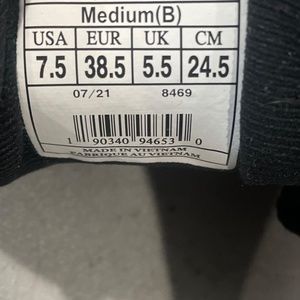 Medium(B)
USA EUR UK CM
7.5 38.5 5.5 24.5
07/21 8469
1 90340 94653 0
MADE IN VIETNAM
FABRIQUE AU VIETNAM